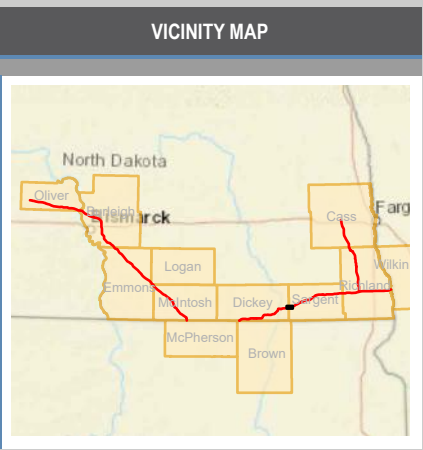 VICINITY MAP
North Dakota
Oliver
Burleigh
Bismarck
Cass
Farg
Logan
Wilkin
Emmons
McIntosh
Dickey
Sargent
Richland
McPherson
Brown